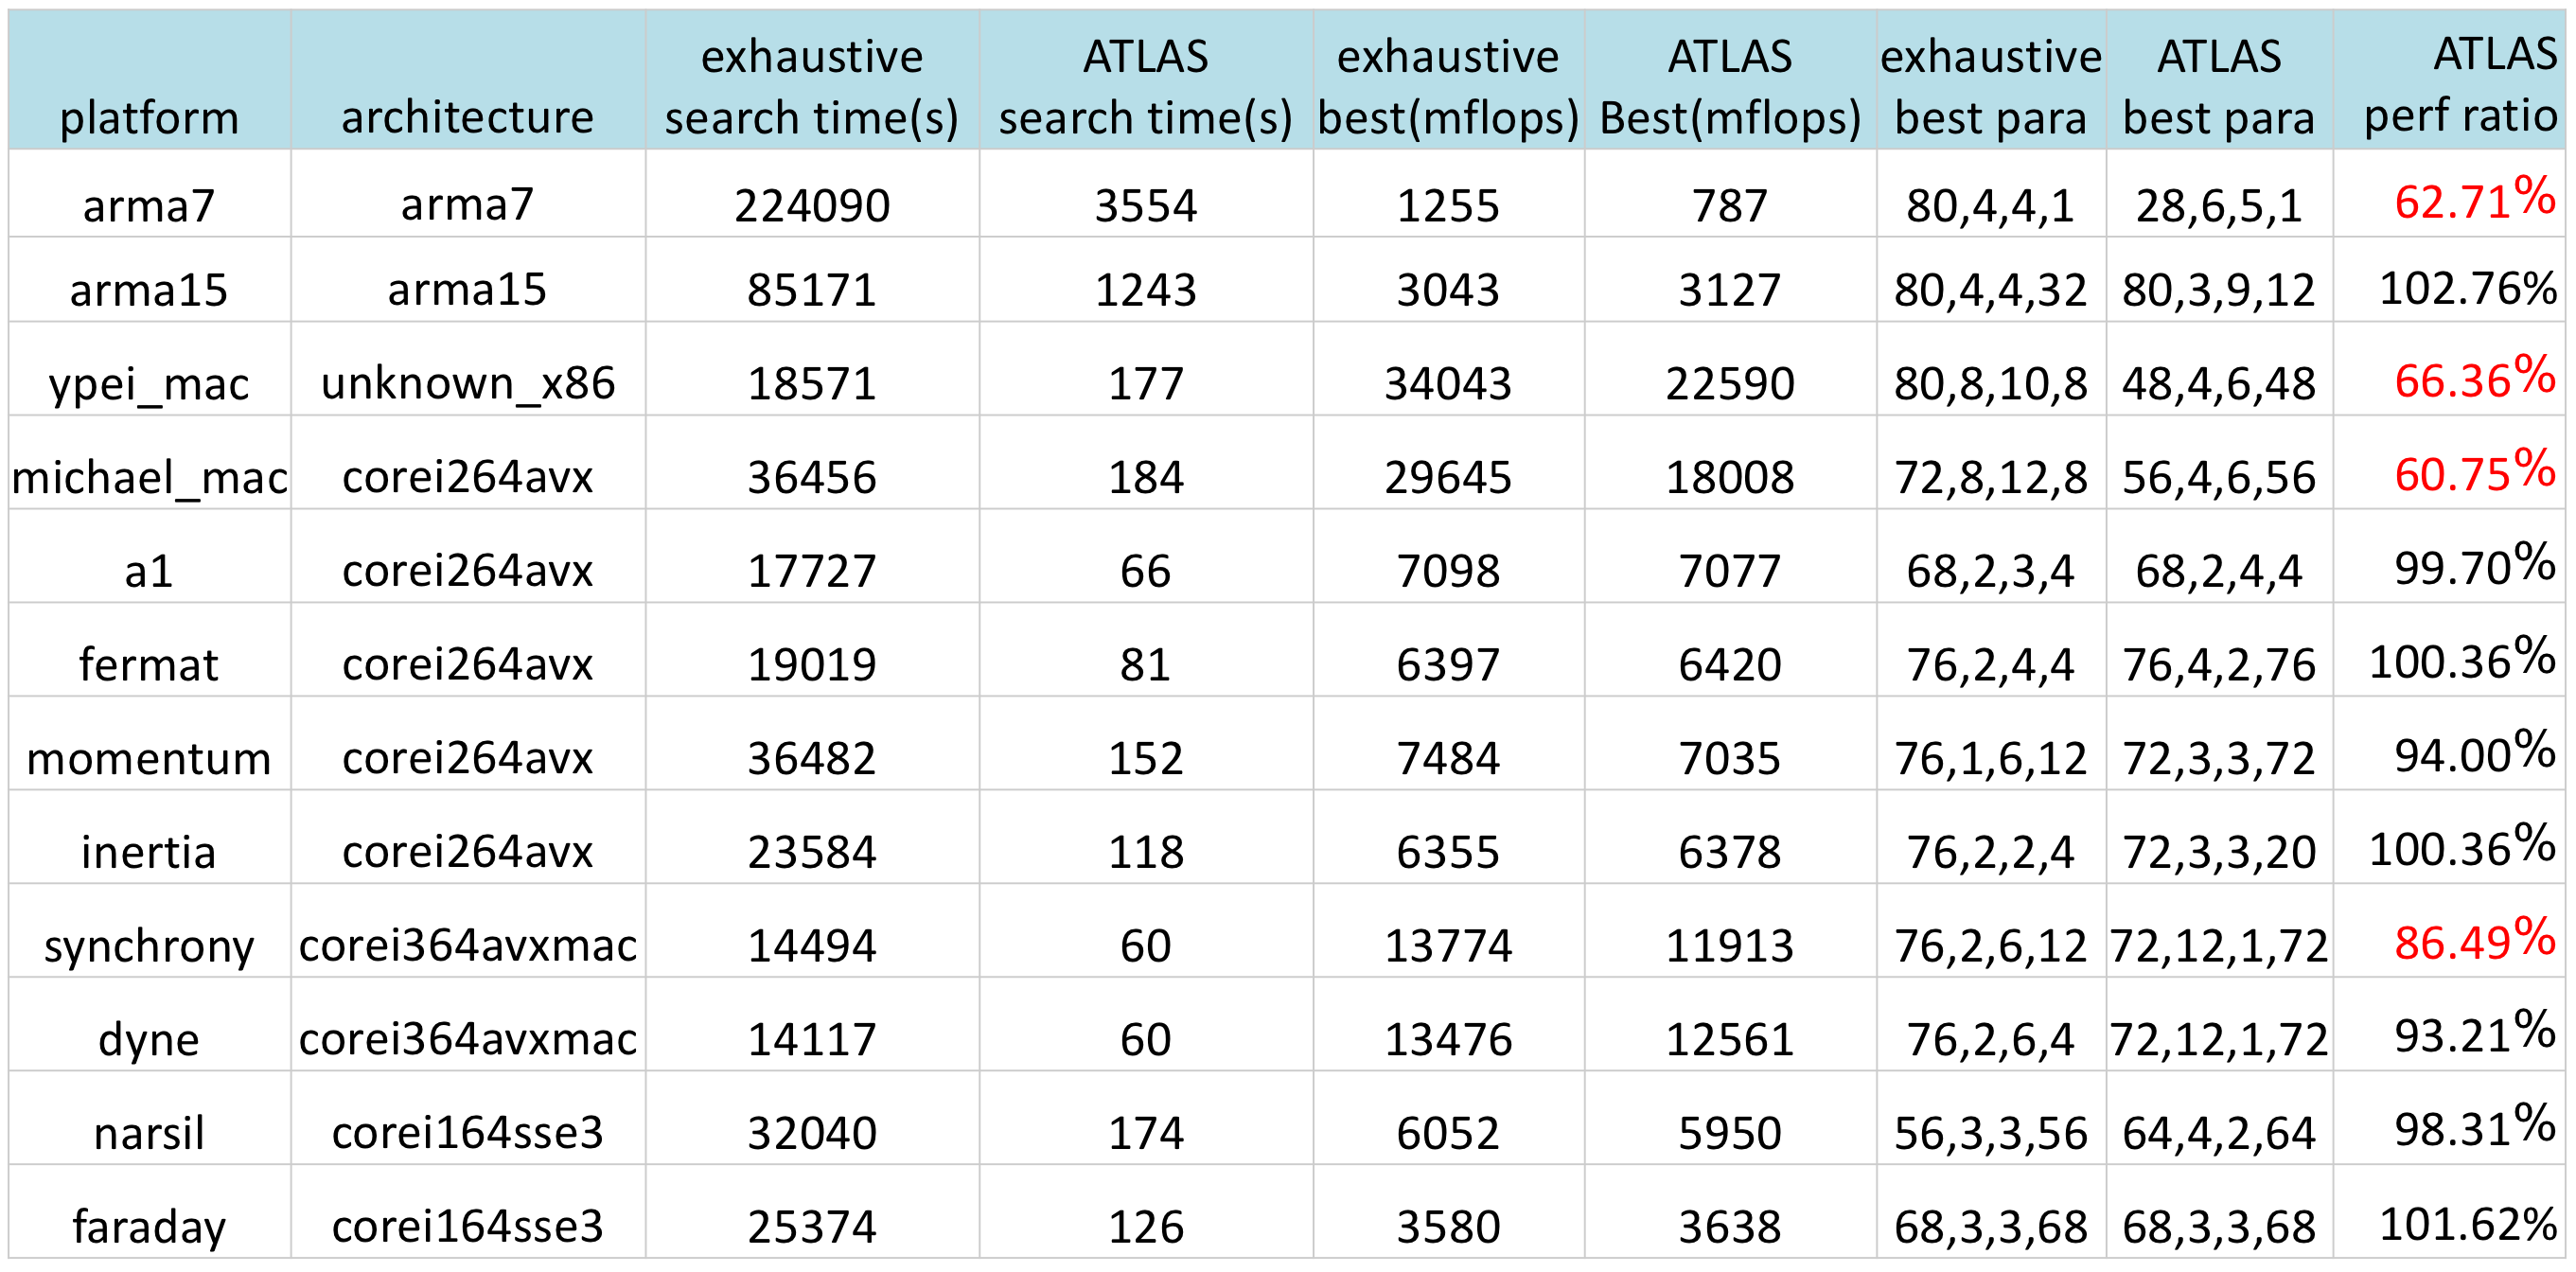 platform architecture exhaustive search time(s) ATLAS search time(s) exhaustive best(mflops) ATLAS Best(mflops) exhaustive best para ATLAS best para ATLAS perf ratio
arma7 arma7 224090 3554 1255 787 80,4,4,1 28,6,5,1 62.71%
arma15 arma15 85171 1243 3043 3127 80,4,4,32 80,3,9,12 102.76%
ypei_mac unknown_x86 18571 177 34043 22590 80,8,10,8 48,4,6,48 66.36%
michael_mac corei264avx 36456 184 29645 18008 72,8,12,8 56,4,6,56 60.75%
a1 corei264avx 17727 66 7098 7077 68,2,3,4 68,2,4,4 99.70%
fermat corei264avx 19019 81 6397 6420 76,2,4,4 76,4,2,76 100.36%
momentum corei264avx 36482 152 7484 7035 76,1,6,12 72,3,3,72 94.00%
inertia corei264avx 23584 118 6355 6378 76,2,2,4 72,3,3,20 100.36%
synchrony corei364avxmac 14494 60 13774 11913 76,2,6,12 72,12,1,72 86.49%
dyne corei364avxmac 14117 60 13476 12561 76,2,6,4 72,12,1,72 93.21%
narsil corei164sse3 32040 174 6052 5950 56,3,3,56 64,4,2,64 98.31%
faraday corei164sse3 25374 126 3580 3638 68,3,3,68 68,3,3,68 101.62%